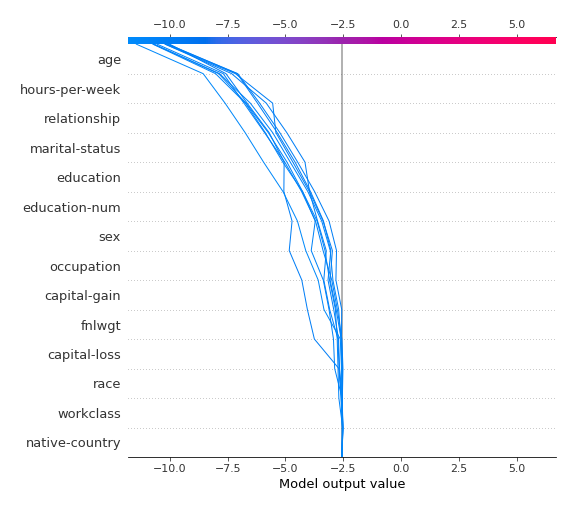 -10.0 -7.5 -5.0 -2.5 0.0 2.5 5.0
age
hours-per-week
relationship
marital-status
education
education-num
sex
occupation
capital-gain
fnlwgt
capital-loss
race
workclass
native-country
-10.0 -7.5 -5.0 -2.5 0.0 2.5 5.0
Model output value